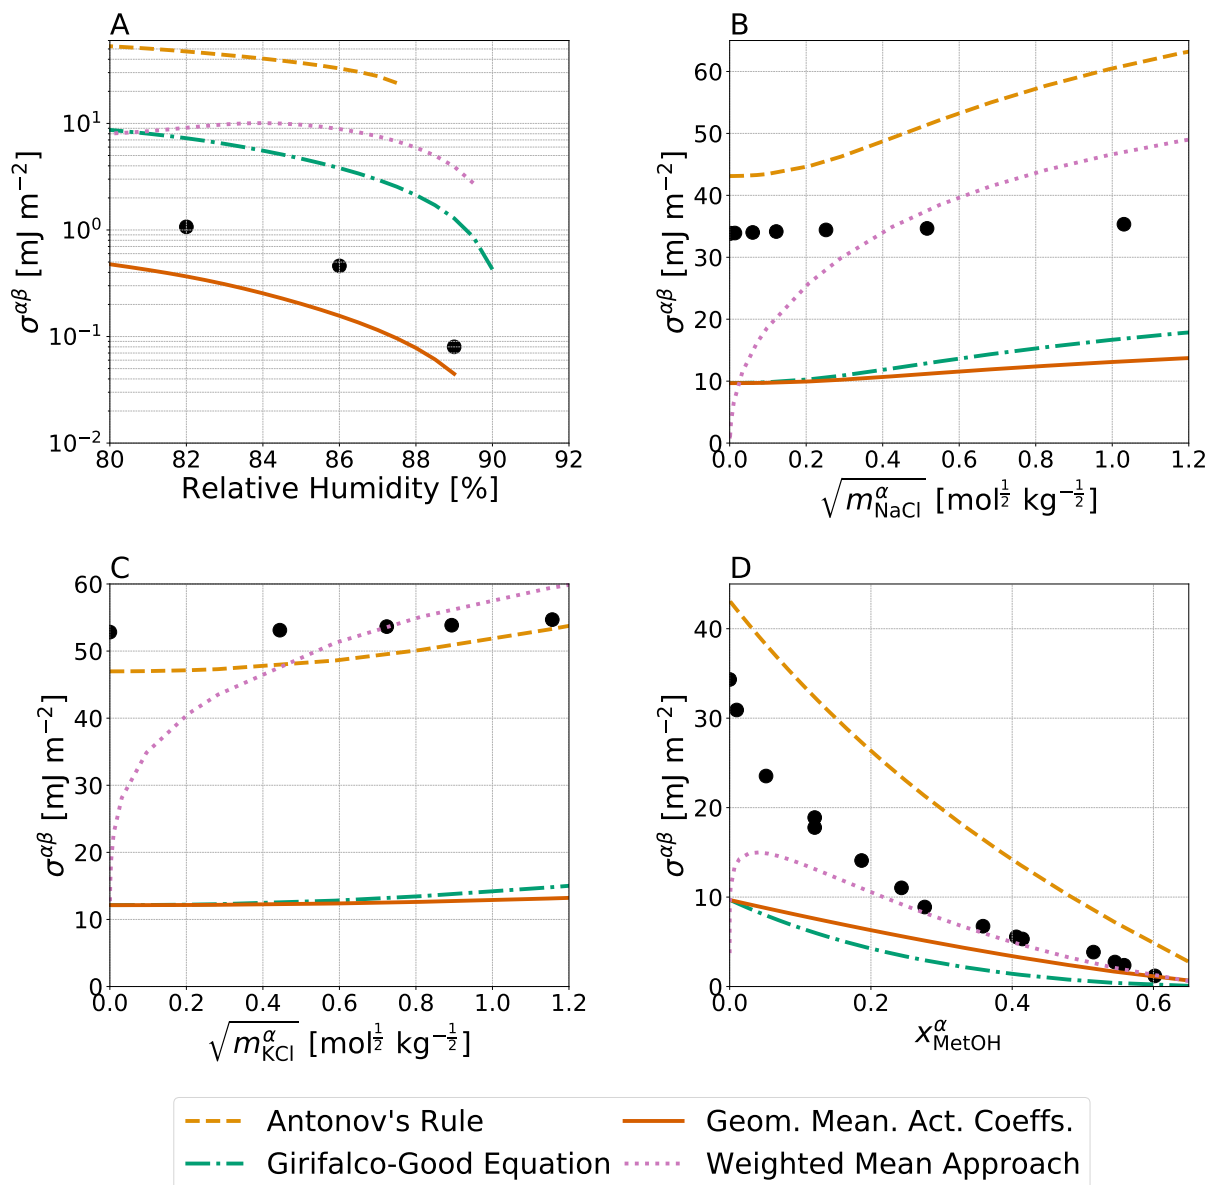 A
10¹
10⁰
10⁻¹
10⁻²
σ^αβ [mJ m⁻²]
80 82 84 86 88 90 92
Relative Humidity [%]
B
60
50
40
30
20
10
0
σ^αβ [mJ m⁻²]
0.0 0.2 0.4 0.6 0.8 1.0 1.2
√m^α_NaCl [mol^½ kg^-½]
C
60
50
40
30
20
10
0
σ^αβ [mJ m⁻²]
0.0 0.2 0.4 0.6 0.8 1.0 1.2
√m^α_KCl [mol^½ kg^-½]
D
40
30
20
10
0
σ^αβ [mJ m⁻²]
0.0 0.2 0.4 0.6
x^α_MetOH
Antonov's Rule
Girifalco-Good Equation
Geom. Mean. Act. Coeffs.
Weighted Mean Approach